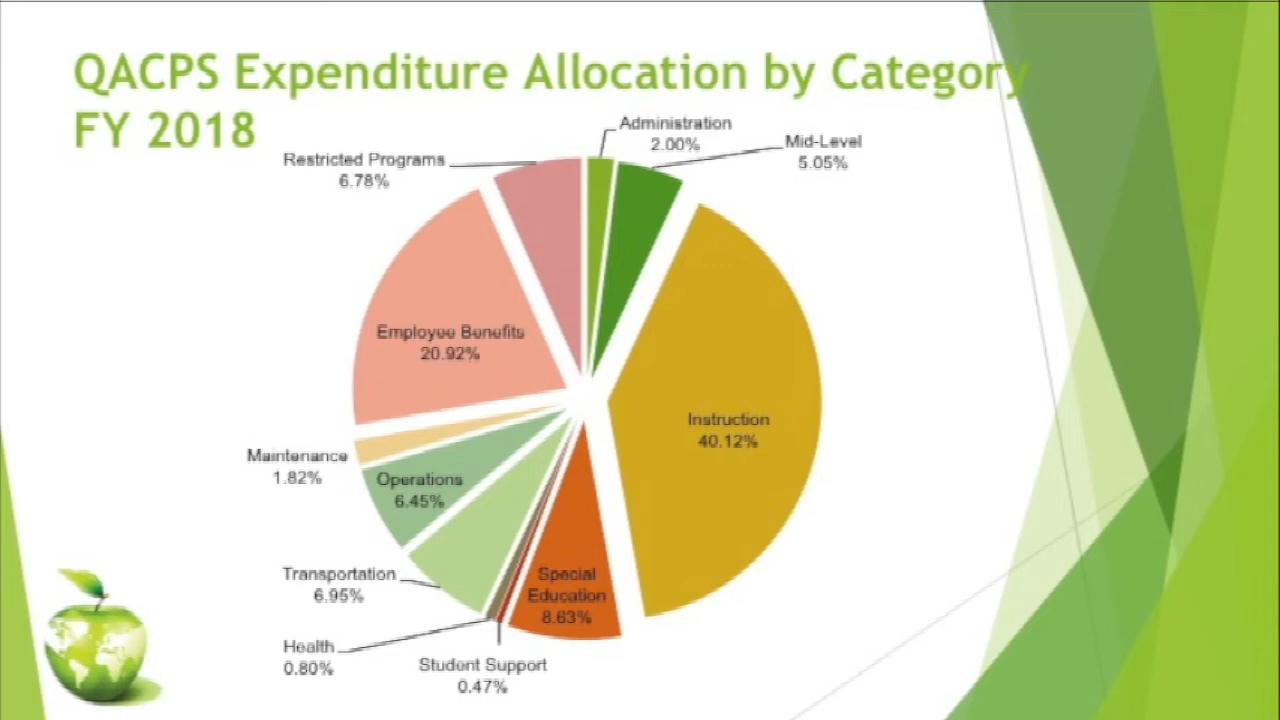 QACPS Expenditure Allocation by Category
FY 2018
Administration
2.00%
Mid-Level
5.05%
Restricted Programs
6.78%
Employee Benefits
20.92%
Instruction
40.12%
Maintenance
1.82%
Operations
6.45%
Transportation
6.95%
Special
Education
8.63%
Health
0.80%
Student Support
0.47%